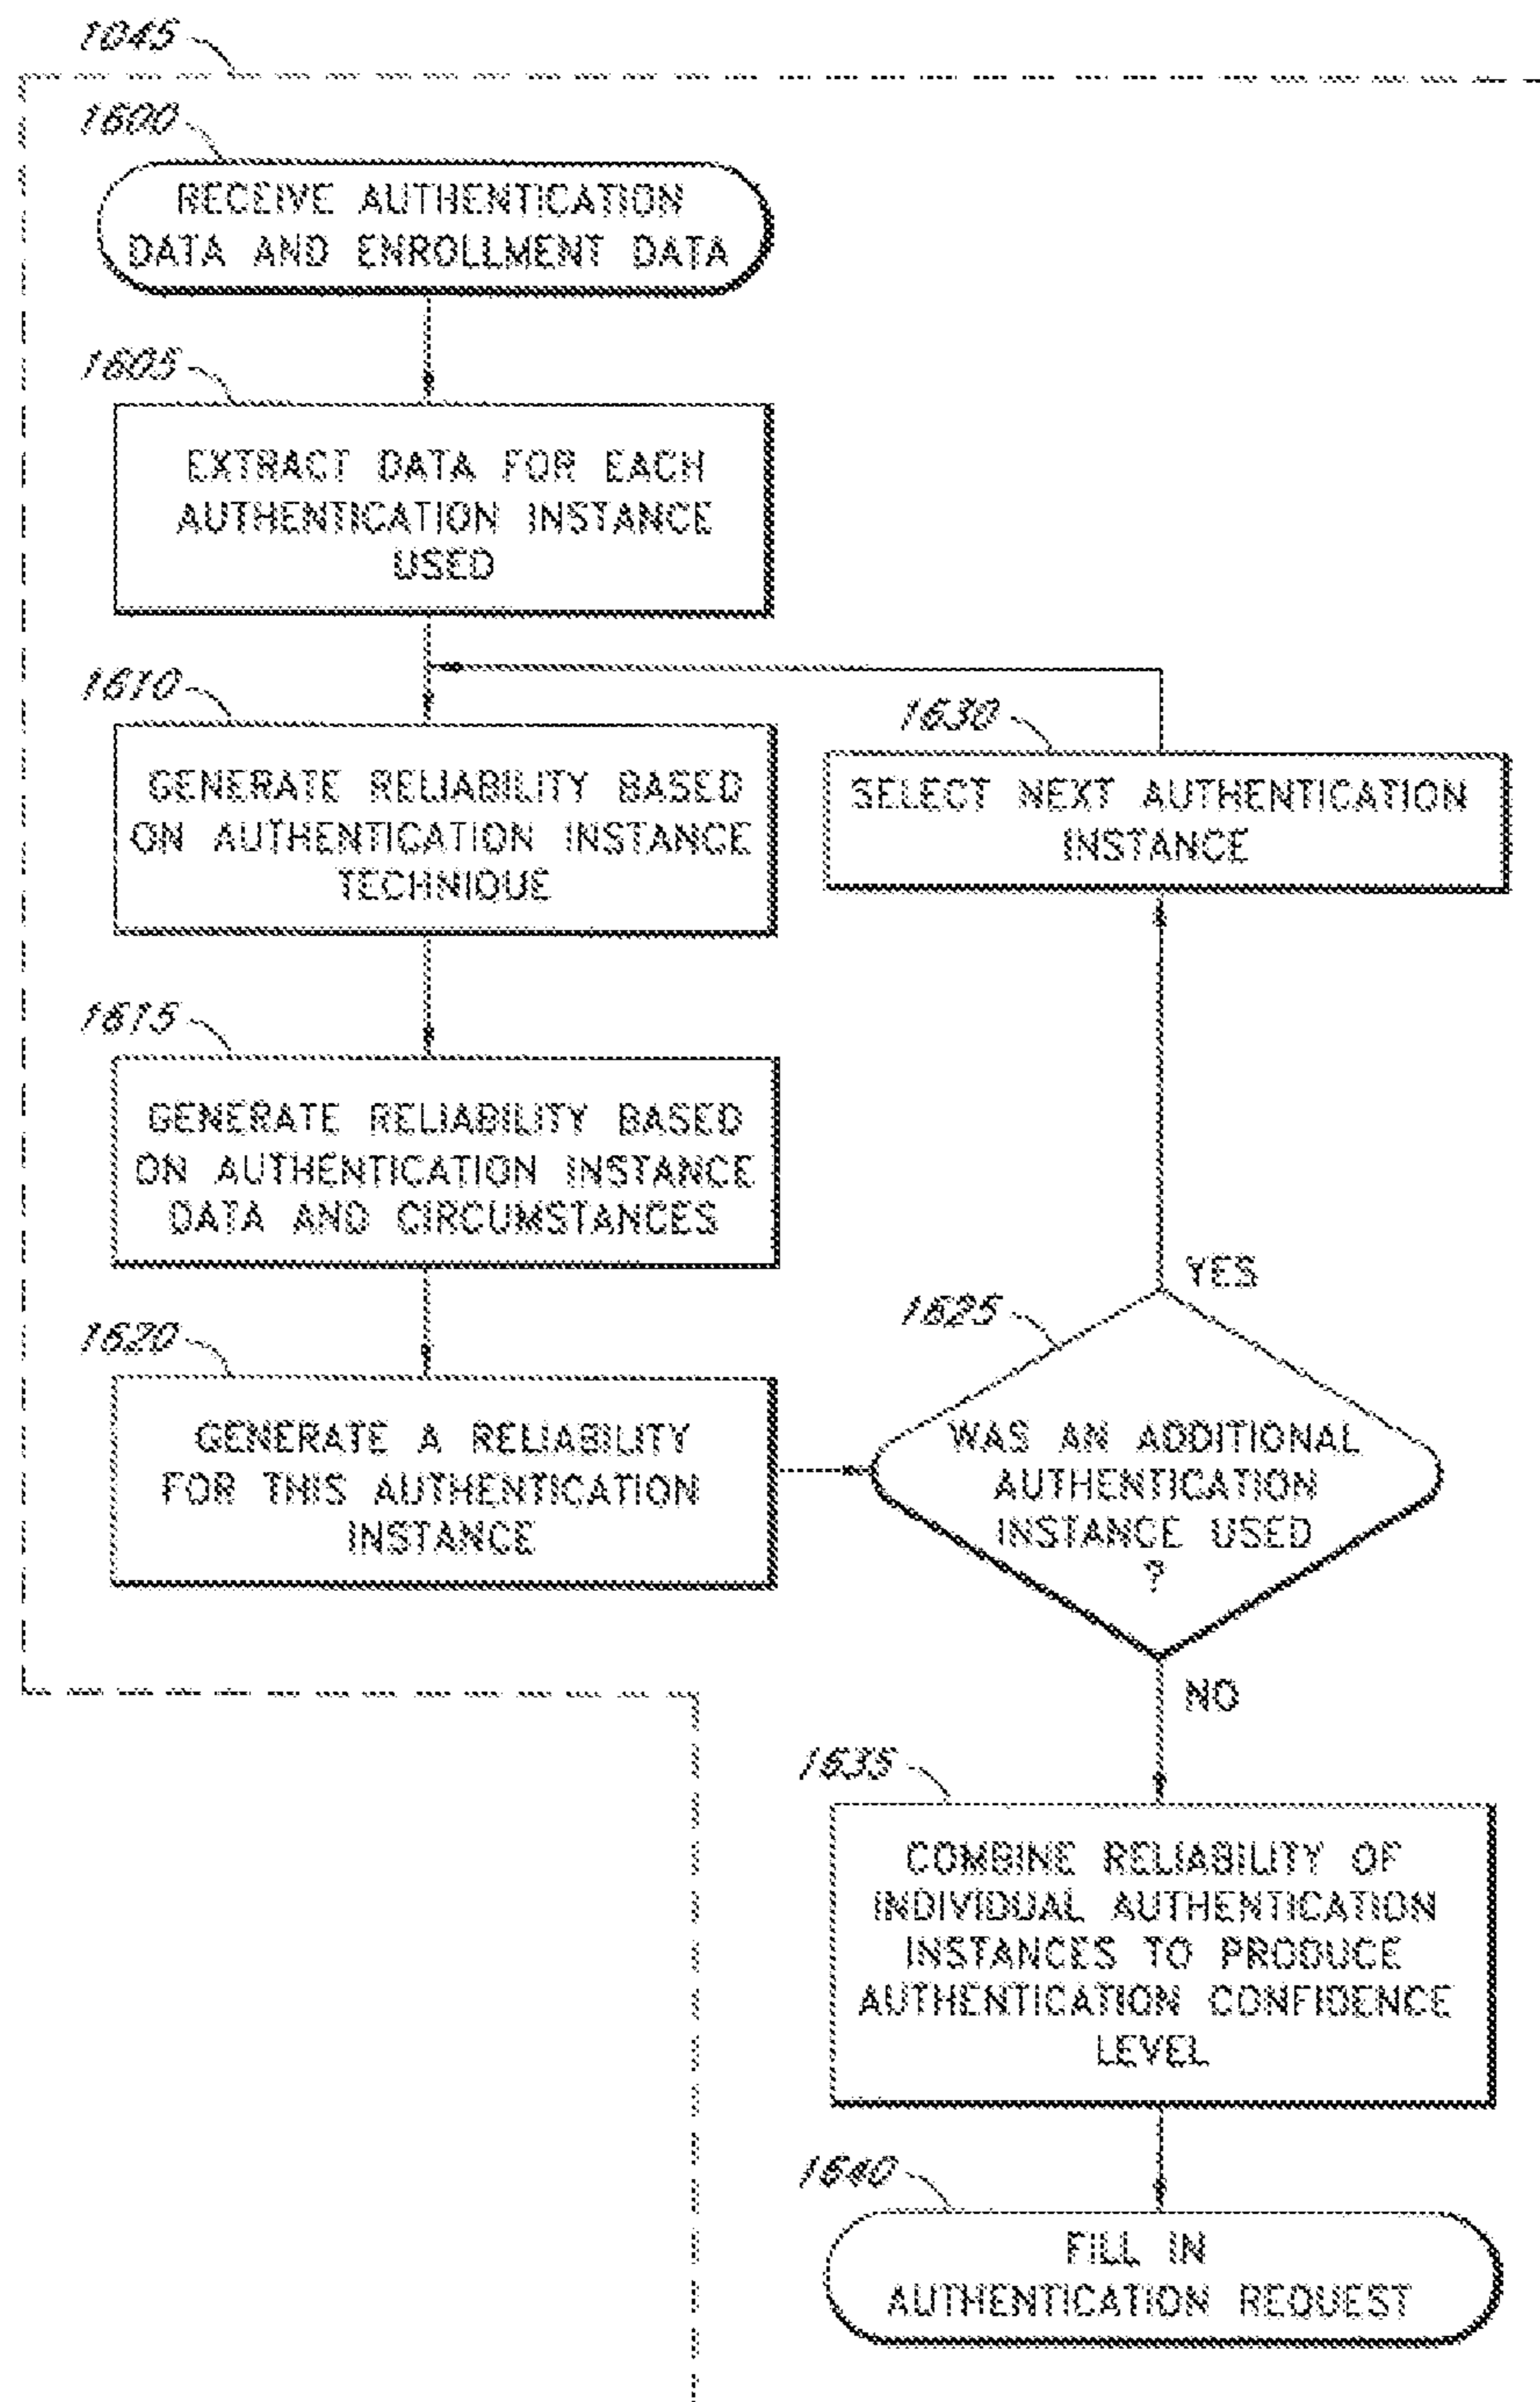 1045
1600
RECEIVE AUTHENTICATION
DATA AND ENROLLMENT DATA
1605
EXTRACT DATA FOR EACH
AUTHENTICATION INSTANCE
USED
1610
GENERATE RELIABILITY BASED
ON AUTHENTICATION INSTANCE
TECHNIQUE
1615
GENERATE RELIABILITY BASED
ON AUTHENTICATION INSTANCE
DATA AND CIRCUMSTANCES
1620
GENERATE A RELIABILITY
FOR THIS AUTHENTICATION
INSTANCE
1625
WAS AN ADDITIONAL
AUTHENTICATION
INSTANCE USED
?
YES
1630
SELECT NEXT AUTHENTICATION
INSTANCE
NO
1635
COMBINE RELIABILITY OF
INDIVIDUAL AUTHENTICATION
INSTANCES TO PRODUCE
AUTHENTICATION CONFIDENCE
LEVEL
1640
FILL IN
AUTHENTICATION REQUEST